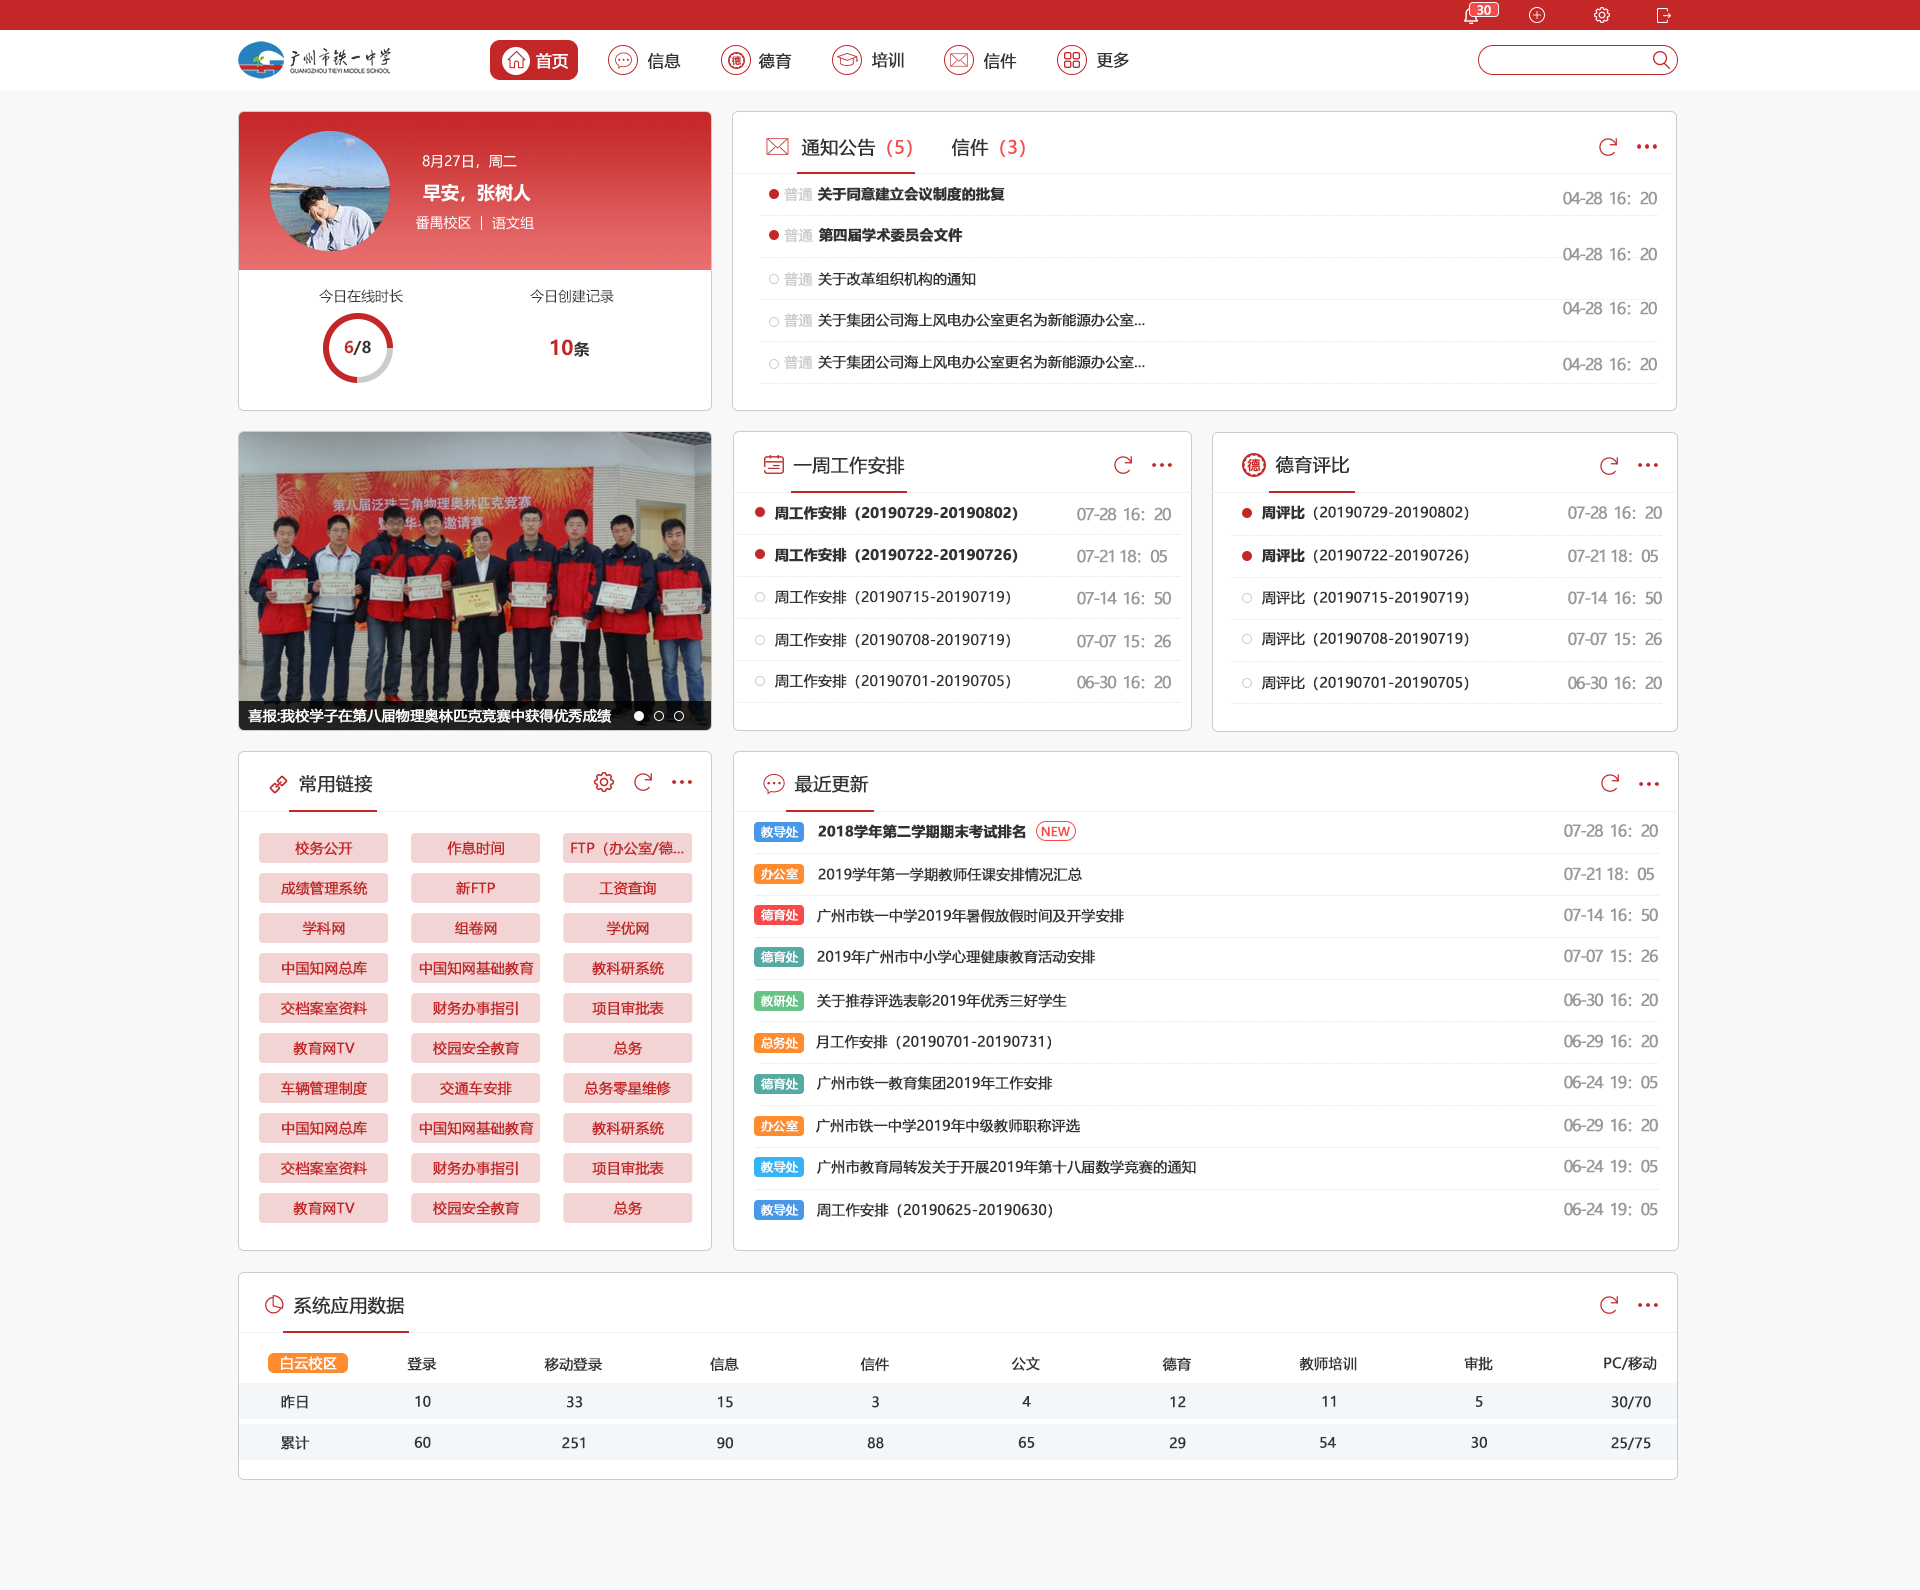 30
广州市铁一中学
GUANGZHOU TIEYI MIDDLE SCHOOL
首页
信息
德
德育
培训
信件
更多
8月27日，周二
早安，张树人
番禺校区 | 语文组
今日在线时长
今日创建记录
6/8
10条
通知公告（5）
信件（3）
普通 关于同意建立会议制度的批复 04-28 16：20
普通 第四届学术委员会文件 04-28 16：20
普通 关于改革组织机构的通知 04-28 16：20
普通 关于集团公司海上风电办公室更名为新能源办公室...
普通 关于集团公司海上风电办公室更名为新能源办公室... 04-28 16：20
第八届泛珠三角物理奥林匹克竞赛
邀请赛
喜报:我校学子在第八届物理奥林匹克竞赛中获得优秀成绩
一周工作安排
周工作安排（20190729-20190802） 07-28 16：20
周工作安排（20190722-20190726） 07-21 18：05
周工作安排（20190715-20190719） 07-14 16：50
周工作安排（20190708-20190719） 07-07 15：26
周工作安排（20190701-20190705） 06-30 16：20
德
德育评比
周评比（20190729-20190802） 07-28 16：20
周评比（20190722-20190726） 07-21 18：05
周评比（20190715-20190719） 07-14 16：50
周评比（20190708-20190719） 07-07 15：26
周评比（20190701-20190705） 06-30 16：20
常用链接
校务公开 作息时间 FTP（办公室/德...
成绩管理系统 新FTP 工资查询
学科网 组卷网 学优网
中国知网总库 中国知网基础教育 教科研系统
交档案室资料 财务办事指引 项目审批表
教育网TV 校园安全教育 总务
车辆管理制度 交通车安排 总务零星维修
中国知网总库 中国知网基础教育 教科研系统
交档案室资料 财务办事指引 项目审批表
教育网TV 校园安全教育 总务
最近更新
教导处 2018学年第二学期期末考试排名 NEW 07-28 16：20
办公室 2019学年第一学期教师任课安排情况汇总 07-21 18：05
德育处 广州市铁一中学2019年暑假放假时间及开学安排 07-14 16：50
德育处 2019年广州市中小学心理健康教育活动安排 07-07 15：26
教研处 关于推荐评选表彰2019年优秀三好学生 06-30 16：20
总务处 月工作安排（20190701-20190731） 06-29 16：20
德育处 广州市铁一教育集团2019年工作安排 06-24 19：05
办公室 广州市铁一中学2019年中级教师职称评选 06-29 16：20
教导处 广州市教育局转发关于开展2019年第十八届数学竞赛的通知 06-24 19：05
教导处 周工作安排（20190625-20190630） 06-24 19：05
系统应用数据
白云校区 登录 移动登录 信息 信件 公文 德育 教师培训 审批 PC/移动
昨日 10 33 15 3 4 12 11 5 30/70
累计 60 251 90 88 65 29 54 30 25/75